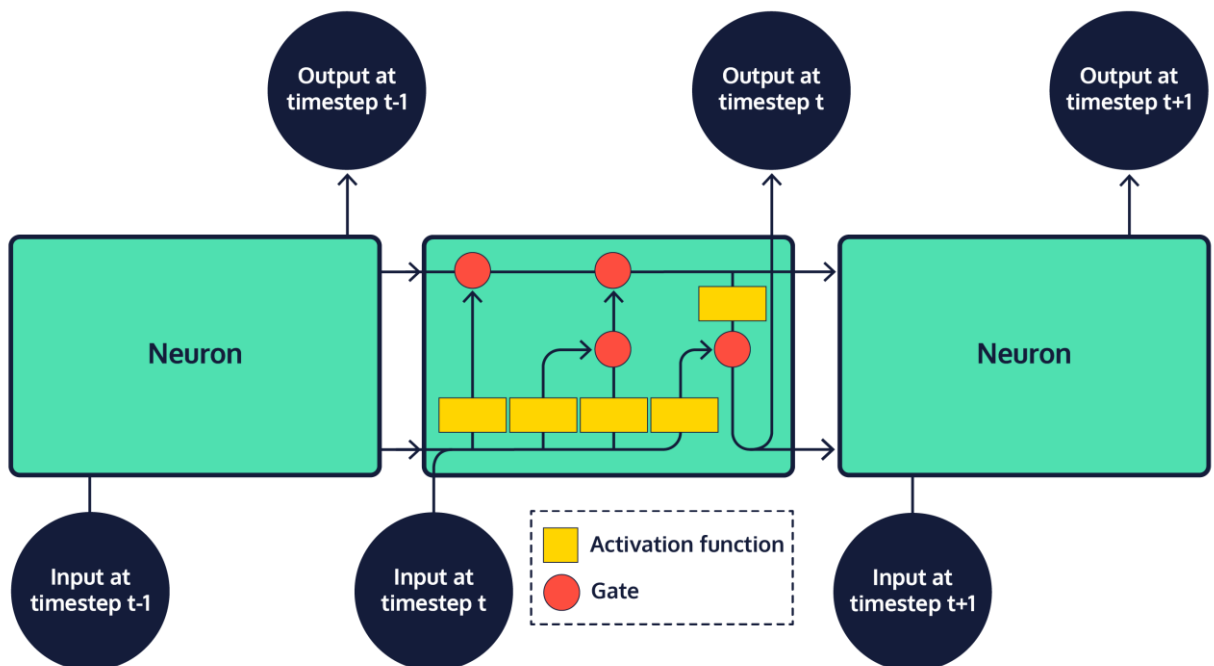 Output at
timestep t-1
Output at
timestep t
Output at
timestep t+1
Neuron
Neuron
Input at
timestep t-1
Input at
timestep t
Activation function
Gate
Input at
timestep t+1